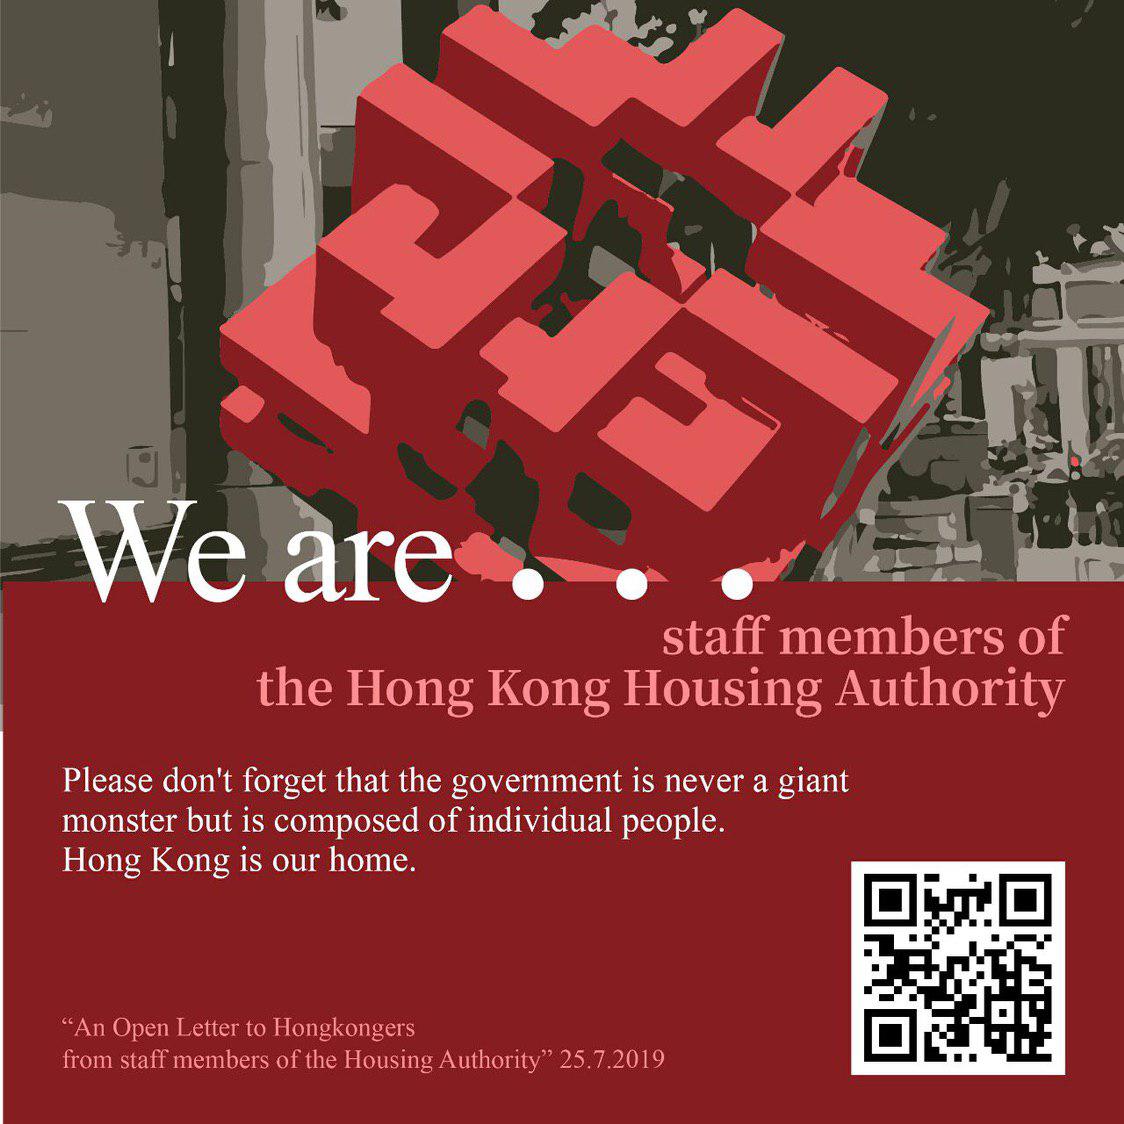 We are . . .
staff members of
the Hong Kong Housing Authority
Please don't forget that the government is never a giant
monster but is composed of individual people.
Hong Kong is our home.
“An Open Letter to Hongkongers
from staff members of the Housing Authority” 25.7.2019